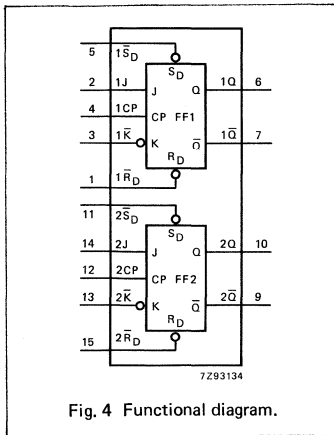 5 1S̅D
SD
2 1J J Q 1Q 6
4 1CP CP FF1
3 1K̅ K Q̅ 1Q̅ 7
RD
1 1R̅D
11 2S̅D
SD
14 2J J Q 2Q 10
12 2CP CP FF2
13 2K̅ K Q̅ 2Q̅ 9
RD
15 2R̅D
7Z93134
Fig. 4 Functional diagram.